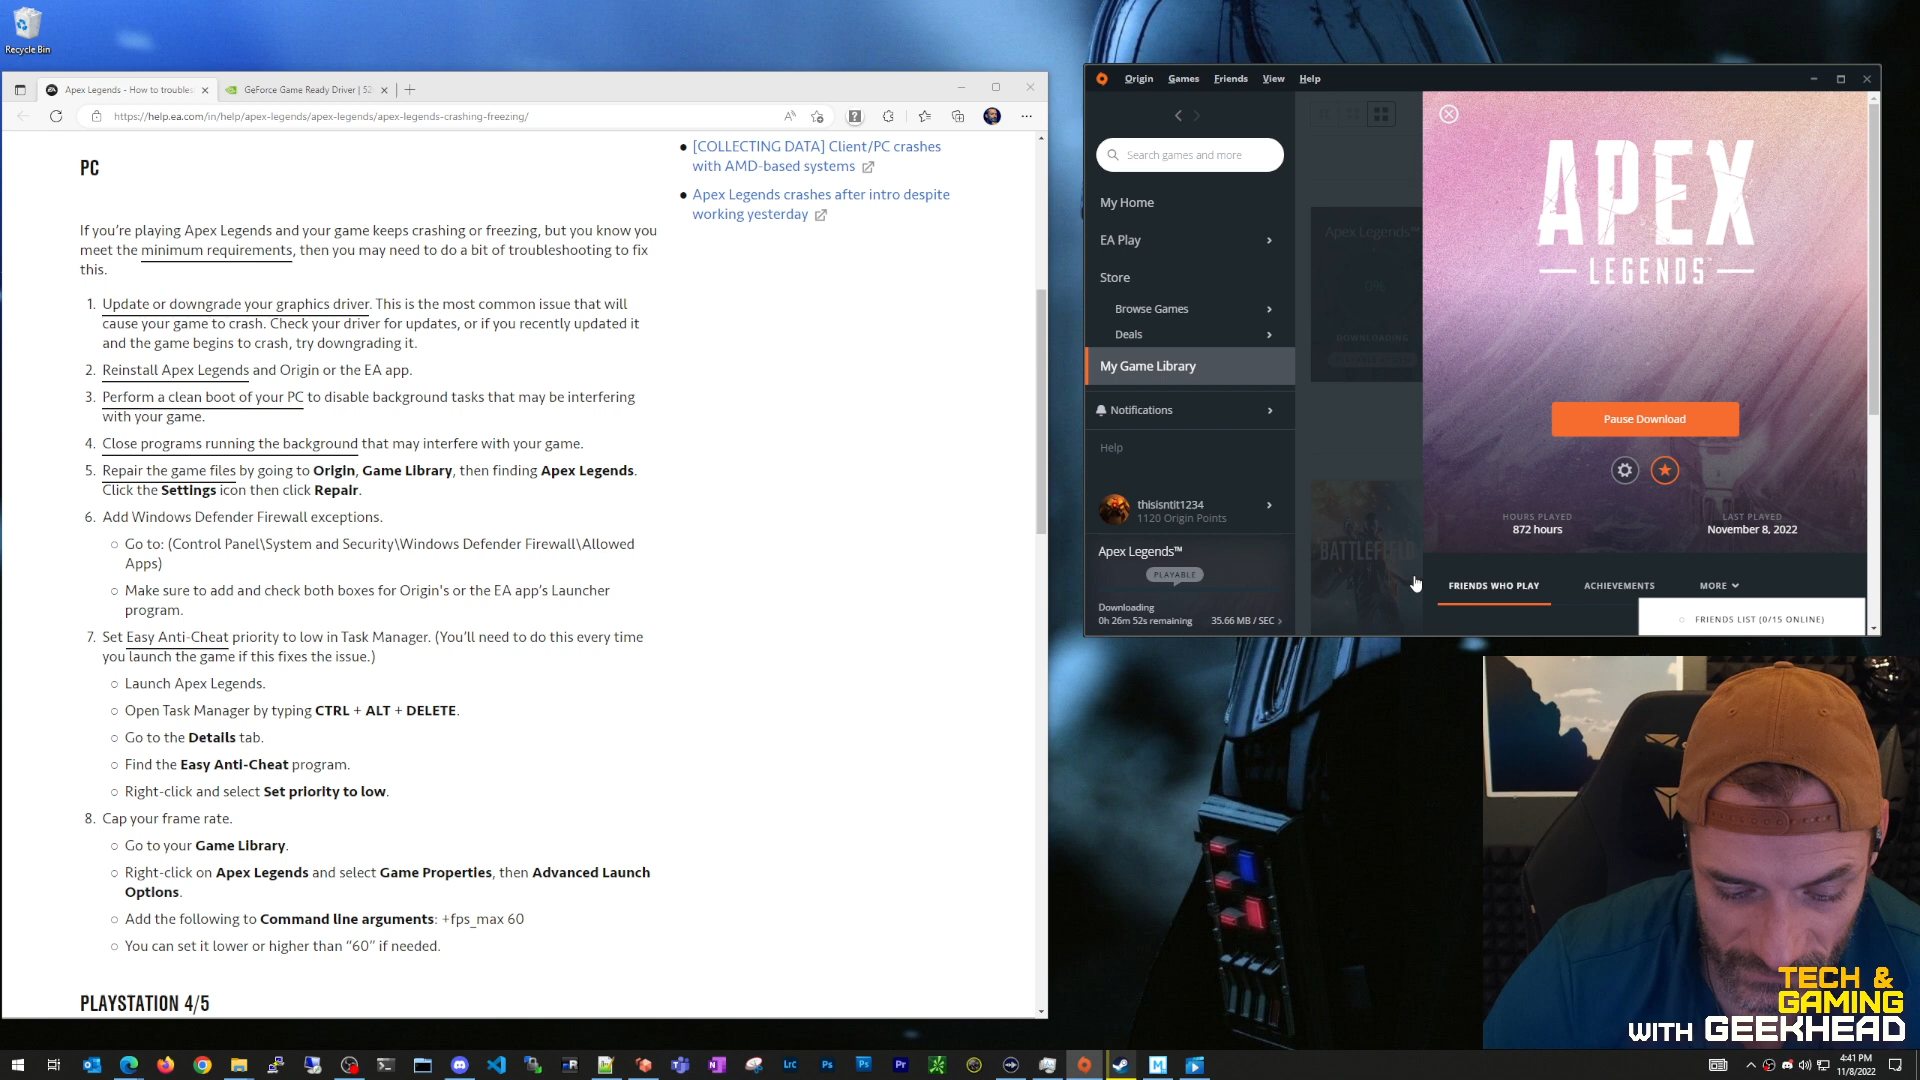 Recycle Bin
Apex Legends - How to troubles
GeForce Game Ready Driver | 52
https://help.ea.com/in/help/apex-legends/apex-legends/apex-legends-crashing-freezing/
PC
If you're playing Apex Legends and your game keeps crashing or freezing, but you know you
meet the minimum requirements, then you may need to do a bit of troubleshooting to fix
this.
1. Update or downgrade your graphics driver. This is the most common issue that will
cause your game to crash. Check your driver for updates, or if you recently updated it
and the game begins to crash, try downgrading it.
2. Reinstall Apex Legends and Origin or the EA app.
3. Perform a clean boot of your PC to disable background tasks that may be interfering
with your game.
4. Close programs running the background that may interfere with your game.
5. Repair the game files by going to Origin, Game Library, then finding Apex Legends.
Click the Settings icon then click Repair.
6. Add Windows Defender Firewall exceptions.
Go to: (Control Panel\System and Security\Windows Defender Firewall\Allowed
Apps)
Make sure to add and check both boxes for Origin's or the EA app's Launcher
program.
7. Set Easy Anti-Cheat priority to low in Task Manager. (You'll need to do this every time
you launch the game if this fixes the issue.)
Launch Apex Legends.
Open Task Manager by typing CTRL + ALT + DELETE.
Go to the Details tab.
Find the Easy Anti-Cheat program.
Right-click and select Set priority to low.
8. Cap your frame rate.
Go to your Game Library.
Right-click on Apex Legends and select Game Properties, then Advanced Launch
Options.
Add the following to Command line arguments: +fps_max 60
You can set it lower or higher than "60" if needed.
PLAYSTATION 4/5
[COLLECTING DATA] Client/PC crashes
with AMD-based systems
Apex Legends crashes after intro despite
working yesterday
Origin Games Friends View Help
Search games and more
My Home
EA Play
Store
Browse Games
Deals
My Game Library
Notifications
Help
thisisntit1234
1120 Origin Points
Apex Legends™
PLAYABLE
Downloading
0h 26m 52s remaining 35.66 MB / SEC
Apex Legends™
0%
DOWNLOADING
BATTLEFIELD
APEX
LEGENDS
Pause Download
HOURS PLAYED
872 hours
LAST PLAYED
November 8, 2022
FRIENDS WHO PLAY ACHIEVEMENTS MORE
FRIENDS LIST (0/15 ONLINE)
TECH &
GAMING
WITH GEEKHEAD
Lrc Ps Ps Pr
4:41 PM
11/8/2022